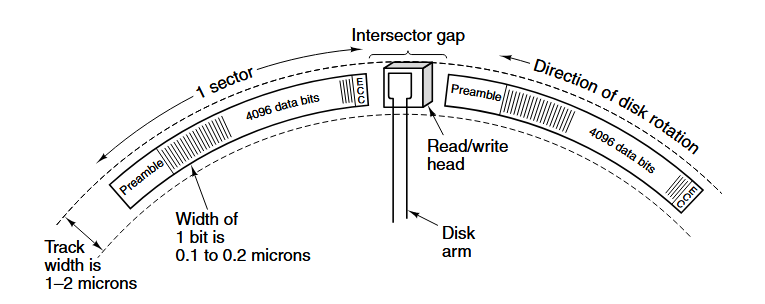 Intersector gap
1 sector
Direction of disk rotation
Preamble
4096 data bits
ECC
Preamble
4096 data bits
ECC
Read/write
head
Width of
1 bit is
0.1 to 0.2 microns
Track
width is
1–2 microns
Disk
arm